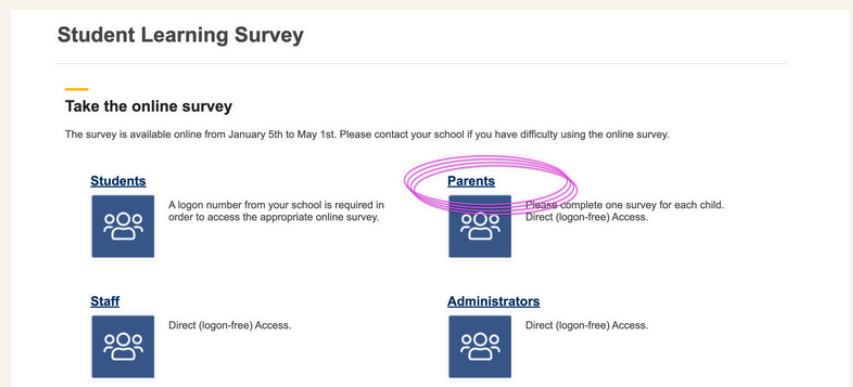 Student Learning Survey
Take the online survey
The survey is available online from January 5th to May 1st. Please contact your school if you have difficulty using the online survey.
Students
A logon number from your school is required in
order to access the appropriate online survey.
Parents
Please complete one survey for each child.
Direct (logon-free) Access.
Staff
Direct (logon-free) Access.
Administrators
Direct (logon-free) Access.